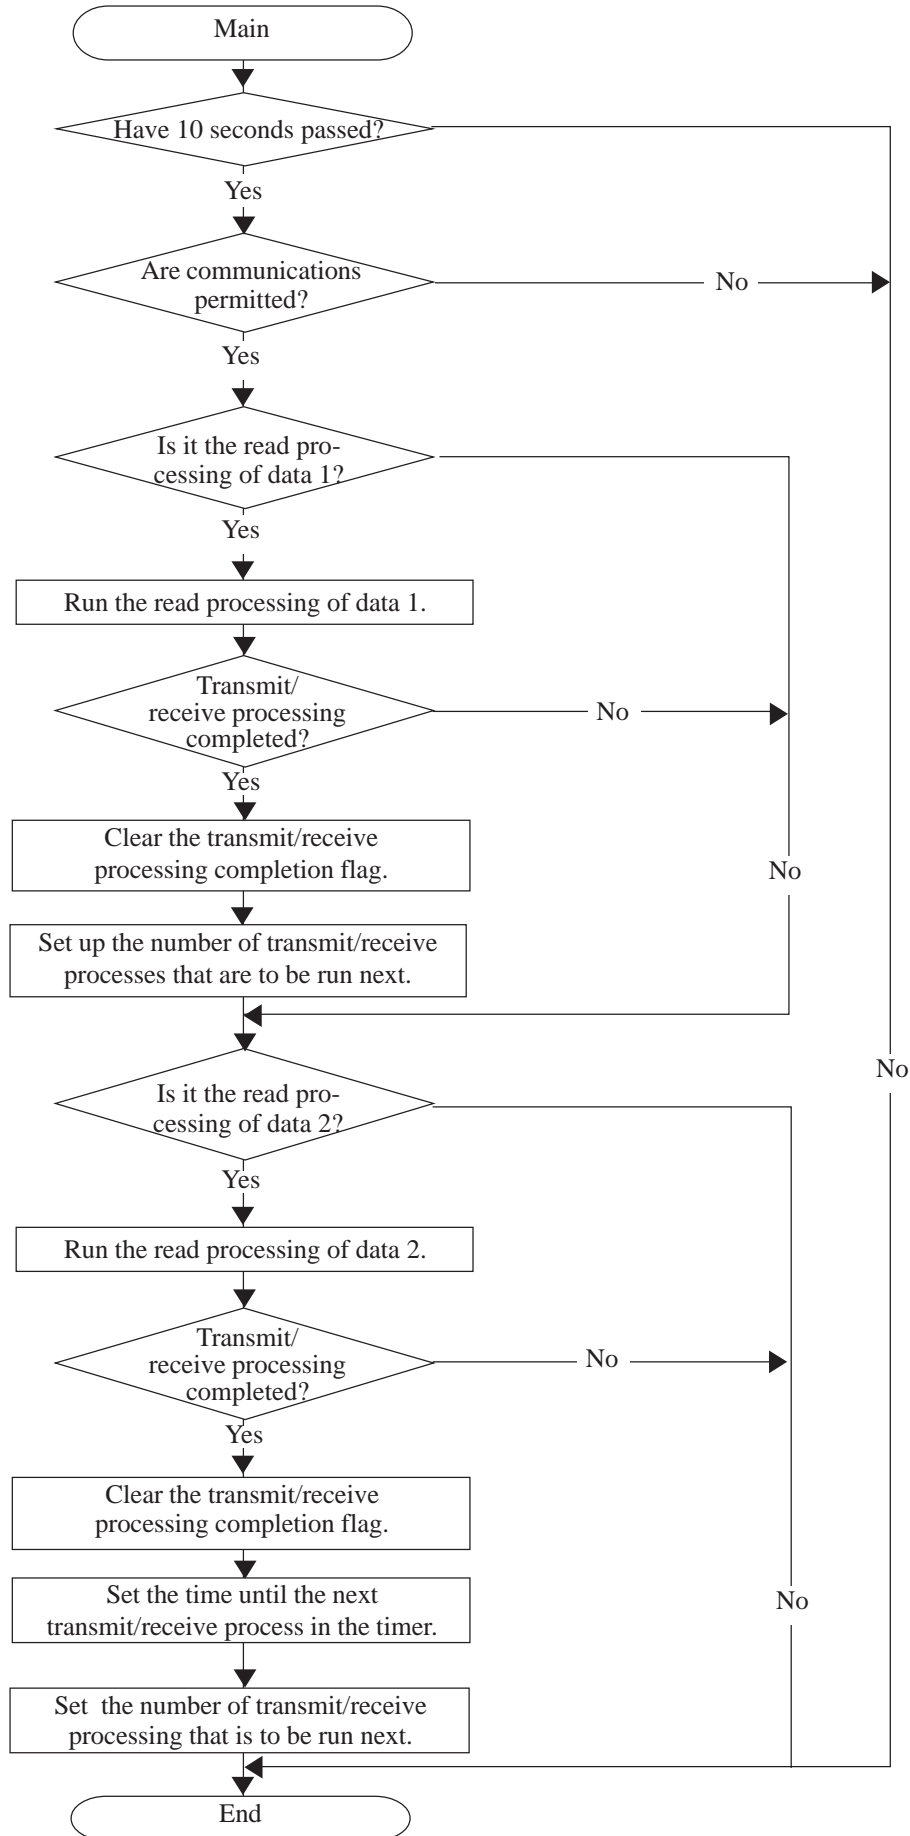 Main
Have 10 seconds passed?
Yes
Are communications
permitted?
No
Yes
Is it the read pro-
cessing of data 1?
Yes
Run the read processing of data 1.
Transmit/
receive processing
completed?
No
Yes
Clear the transmit/receive
processing completion flag.
No
Set up the number of transmit/receive
processes that are to be run next.
No
Is it the read pro-
cessing of data 2?
Yes
Run the read processing of data 2.
Transmit/
receive processing
completed?
No
Yes
Clear the transmit/receive
processing completion flag.
Set the time until the next
transmit/receive process in the timer.
No
Set  the number of transmit/receive
processing that is to be run next.
End